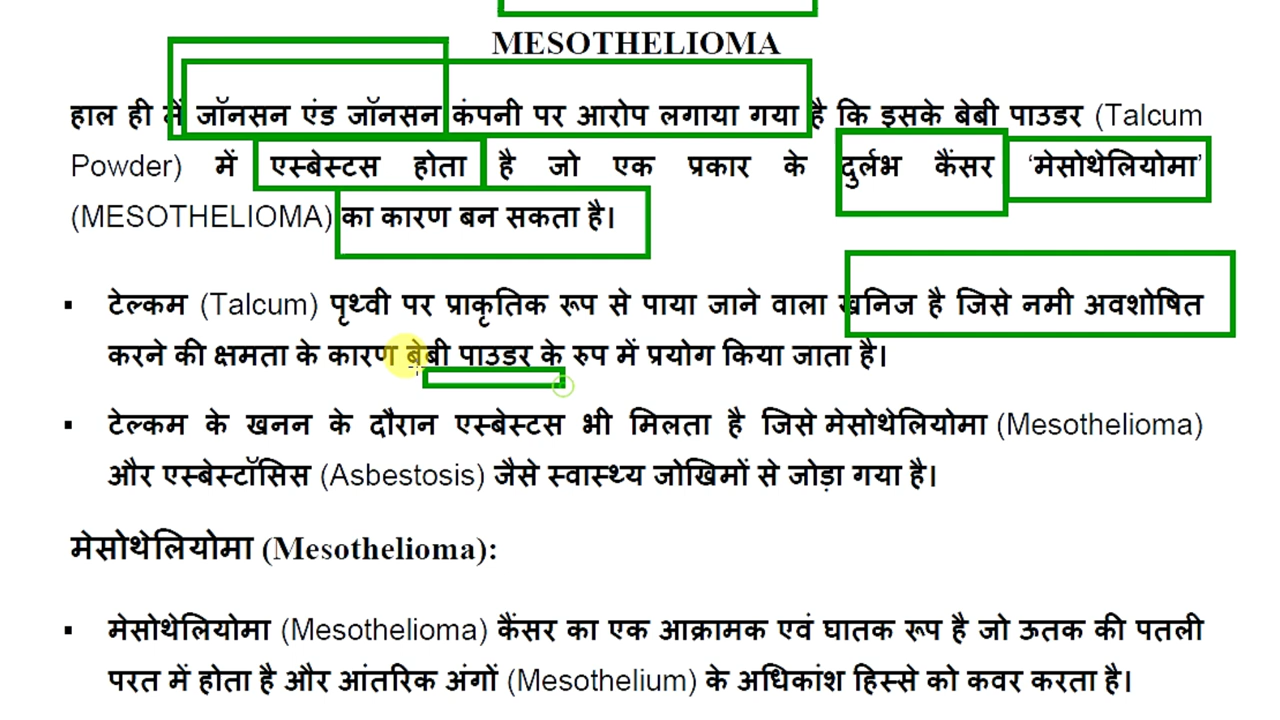 MESOTHELIOMA
हाल ही में जॉनसन एंड जॉनसन कंपनी पर आरोप लगाया गया है कि इसके बेबी पाउडर (Talcum
Powder) में एस्बेस्टस होता है जो एक प्रकार के दुर्लभ कैंसर ‘मेसोथेलियोमा’
(MESOTHELIOMA) का कारण बन सकता है।
▪ टेल्कम (Talcum) पृथ्वी पर प्राकृतिक रूप से पाया जाने वाला खनिज है जिसे नमी अवशोषित
करने की क्षमता के कारण बेबी पाउडर के रुप में प्रयोग किया जाता है।
▪ टेल्कम के खनन के दौरान एस्बेस्टस भी मिलता है जिसे मेसोथेलियोमा (Mesothelioma)
और एस्बेस्टॉसिस (Asbestosis) जैसे स्वास्थ्य जोखिमों से जोड़ा गया है।
मेसोथेलियोमा (Mesothelioma):
▪ मेसोथेलियोमा (Mesothelioma) कैंसर का एक आक्रामक एवं घातक रूप है जो ऊतक की पतली
परत में होता है और आंतरिक अंगों (Mesothelium) के अधिकांश हिस्से को कवर करता है।